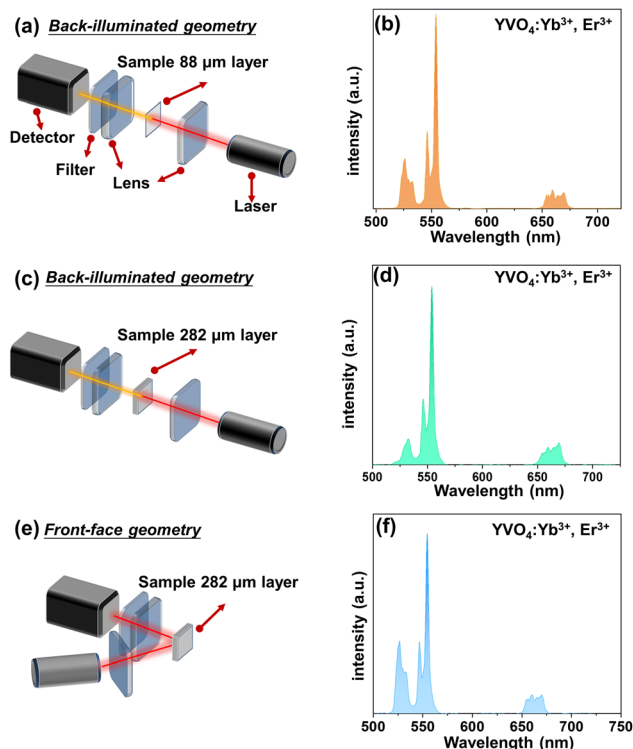 (a) Back-illuminated geometry
Sample 88 μm layer
Detector
Filter
Lens
Laser
(b)
YVO₄:Yb³⁺, Er³⁺
intensity (a.u.)
500 550 600 650 700
Wavelength (nm)
(c) Back-illuminated geometry
Sample 282 μm layer
(d)
YVO₄:Yb³⁺, Er³⁺
intensity (a.u.)
500 550 600 650 700
Wavelength (nm)
(e) Front-face geometry
Sample 282 μm layer
(f)
YVO₄:Yb³⁺, Er³⁺
intensity (a.u.)
500 550 600 650 700 750
Wavelength (nm)